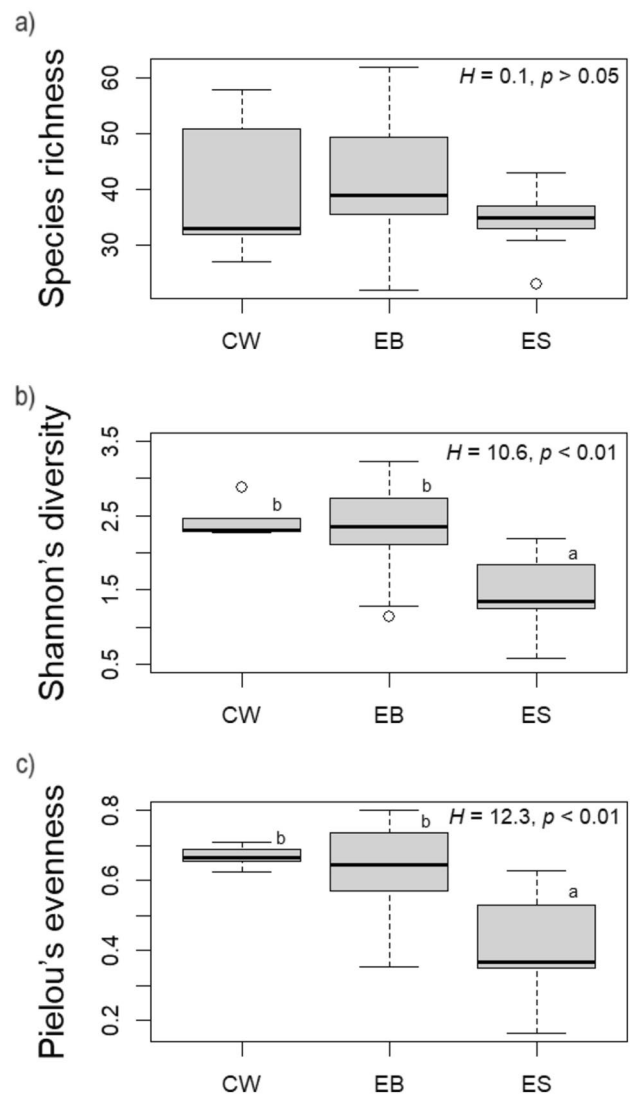 a)
Species richness
60
50
40
30
H = 0.1, p > 0.05
CW EB ES
b)
Shannon's diversity
3.5
2.5
1.5
0.5
H = 10.6, p < 0.01
b b a
CW EB ES
c)
Pielou's evenness
0.8
0.6
0.4
0.2
H = 12.3, p < 0.01
b b a
CW EB ES